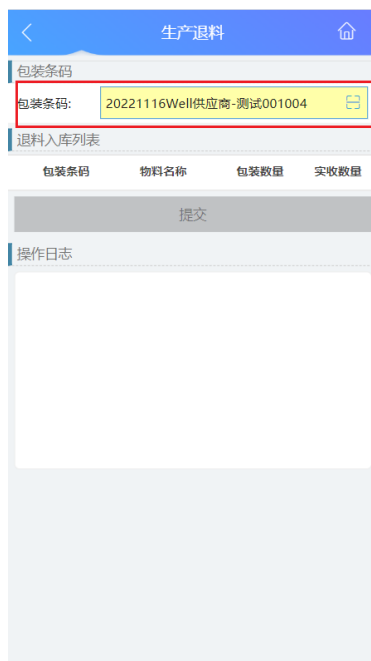 生产退料
包装条码
包装条码: 20221116Well供应商-测试001004
退料入库列表
包装条码 物料名称 包装数量 实收数量
提交
操作日志